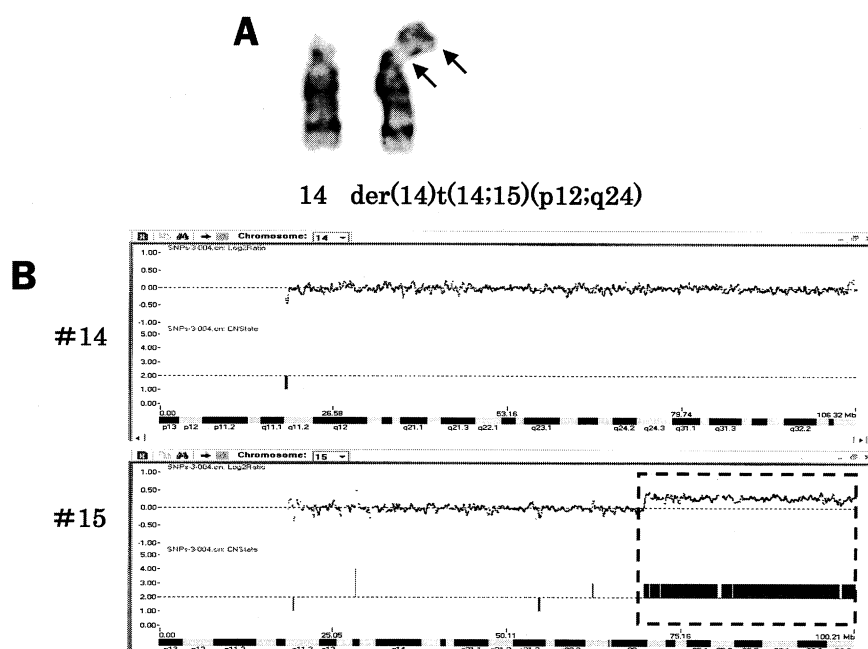 A
14 der(14)t(14;15)(p12;q24)
B
#14
Chromosome: 14
SNPs-3-004.cn: Log2Ratio
1.00-
0.50-
0.00-
-0.50-
-1.00-
SNPs-3-004.cn: CNState
5.00-
4.00-
3.00-
2.00-
1.00-
0.00-
0.00 26.58 53.16 79.74 106.32 Mb
p13 p12 p11.2 q11.1 q11.2 q12 q21.1 q21.3 q22.1 q23.1 q24.2 q24.3 q31.1 q31.3 q32.2
#15
Chromosome: 15
SNPs-3-004.cn: Log2Ratio
1.00-
0.50-
0.00-
-0.50-
-1.00-
SNPs-3-004.cn: CNState
5.00-
4.00-
3.00-
2.00-
1.00-
0.00-
0.00 25.05 50.11 75.16 100.21 Mb